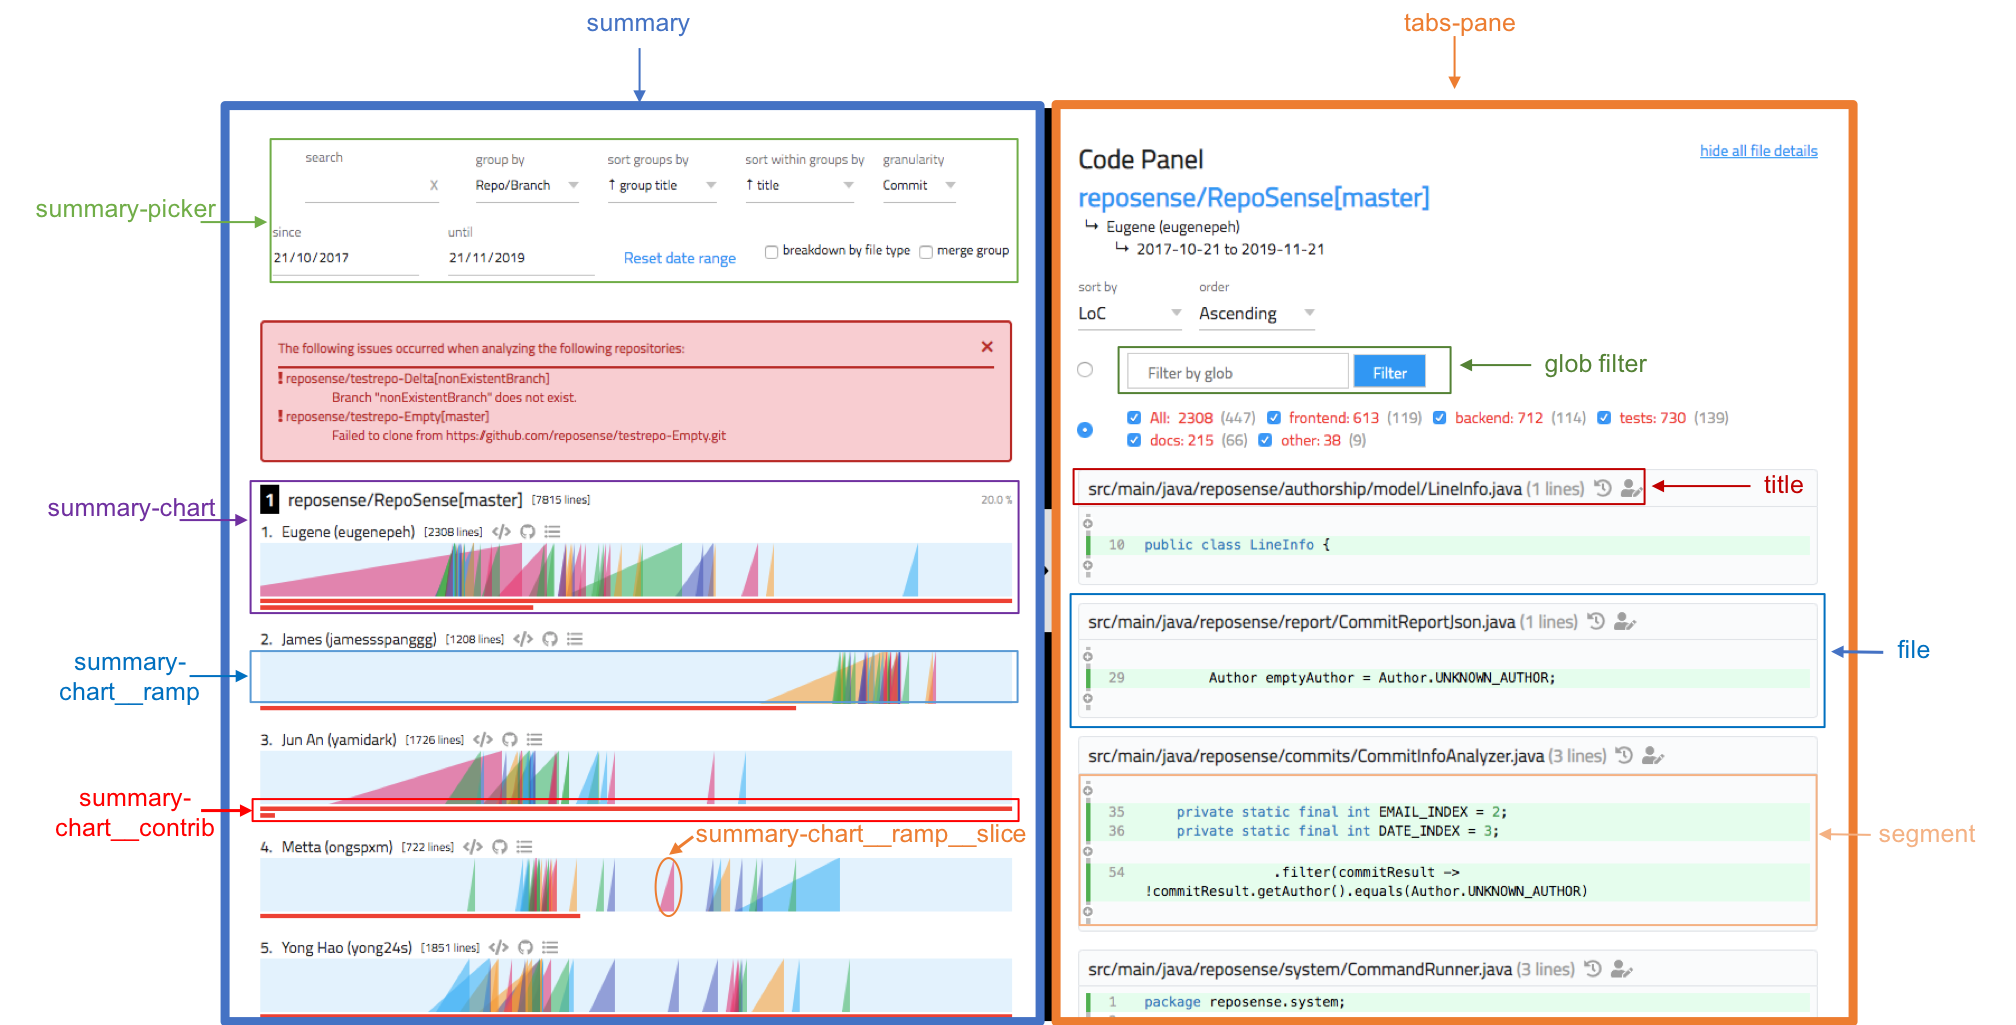 summary
tabs-pane
search
X
group by
Repo/Branch
sort groups by
↑ group title
sort within groups by
↑ title
granularity
Commit
summary-picker
since
21/10/2017
until
21/11/2019
Reset date range
breakdown by file type
merge group
The following issues occurred when analyzing the following repositories:
×
! reposense/testrepo-Delta[nonExistentBranch]
Branch "nonExistentBranch" does not exist.
! reposense/testrepo-Empty[master]
Failed to clone from https://github.com/reposense/testrepo-Empty.git
summary-chart
1 reposense/RepoSense[master] [7815 lines] 20.0 %
1. Eugene (eugenepeh) [2308 lines] </>
2. James (jamessspanggg) [1208 lines] </>
summary-
chart__ramp
3. Jun An (yamidark) [1726 lines] </>
summary-
chart__contrib
summary-chart__ramp__slice
4. Metta (ongspxm) [722 lines] </>
5. Yong Hao (yong24s) [1851 lines] </>
Code Panel
hide all file details
reposense/RepoSense[master]
↪ Eugene (eugenepeh)
↪ 2017-10-21 to 2019-11-21
sort by
LoC
order
Ascending
Filter by glob
Filter
glob filter
All: 2308 (447) frontend: 613 (119) backend: 712 (114) tests: 730 (139)
docs: 215 (66) other: 38 (9)
src/main/java/reposense/authorship/model/LineInfo.java (1 lines)
title
10 public class LineInfo {
src/main/java/reposense/report/CommitReportJson.java (1 lines)
file
29 Author emptyAuthor = Author.UNKNOWN_AUTHOR;
src/main/java/reposense/commits/CommitInfoAnalyzer.java (3 lines)
35 private static final int EMAIL_INDEX = 2;
36 private static final int DATE_INDEX = 3;
segment
54 .filter(commitResult ->
!commitResult.getAuthor().equals(Author.UNKNOWN_AUTHOR)
src/main/java/reposense/system/CommandRunner.java (3 lines)
1 package reposense.system;